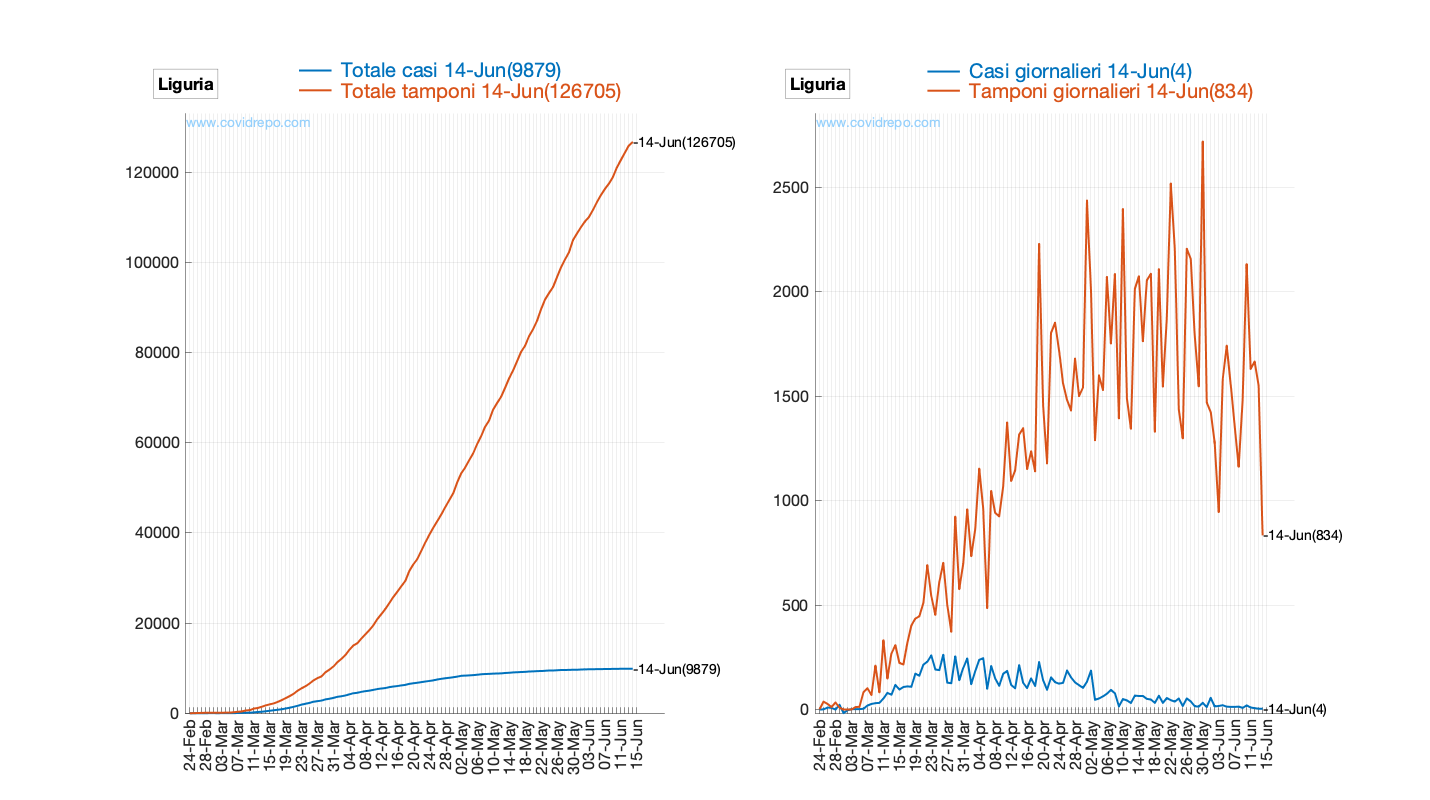 Liguria
Totale casi 14-Jun(9879)
Totale tamponi 14-Jun(126705)
www.covidrepo.com
-14-Jun(126705)
120000
100000
80000
60000
40000
20000
0
-14-Jun(9879)
24-Feb
28-Feb
03-Mar
07-Mar
11-Mar
15-Mar
19-Mar
23-Mar
27-Mar
31-Mar
04-Apr
08-Apr
12-Apr
16-Apr
20-Apr
24-Apr
28-Apr
02-May
06-May
10-May
14-May
18-May
22-May
26-May
30-May
03-Jun
07-Jun
11-Jun
15-Jun
Liguria
Casi giornalieri 14-Jun(4)
Tamponi giornalieri 14-Jun(834)
www.covidrepo.com
2500
2000
1500
1000
500
0
-14-Jun(834)
-14-Jun(4)
24-Feb
28-Feb
03-Mar
07-Mar
11-Mar
15-Mar
19-Mar
23-Mar
27-Mar
31-Mar
04-Apr
08-Apr
12-Apr
16-Apr
20-Apr
24-Apr
28-Apr
02-May
06-May
10-May
14-May
18-May
22-May
26-May
30-May
03-Jun
07-Jun
11-Jun
15-Jun